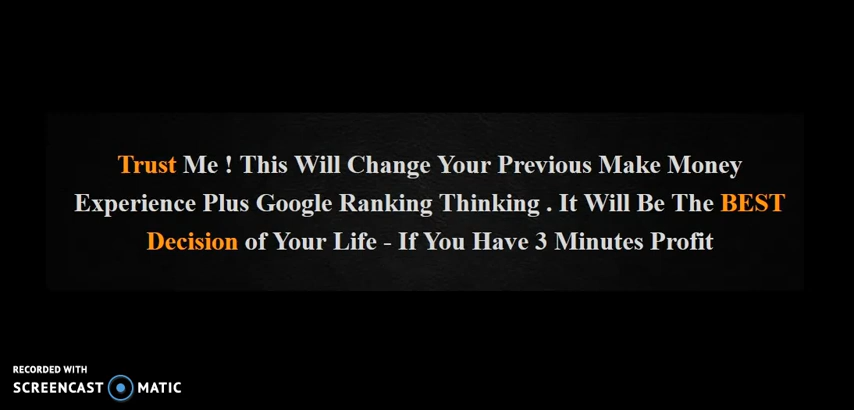 Trust Me ! This Will Change Your Previous Make Money
Experience Plus Google Ranking Thinking . It Will Be The BEST
Decision of Your Life - If You Have 3 Minutes Profit
RECORDED WITH
SCREENCAST MATIC